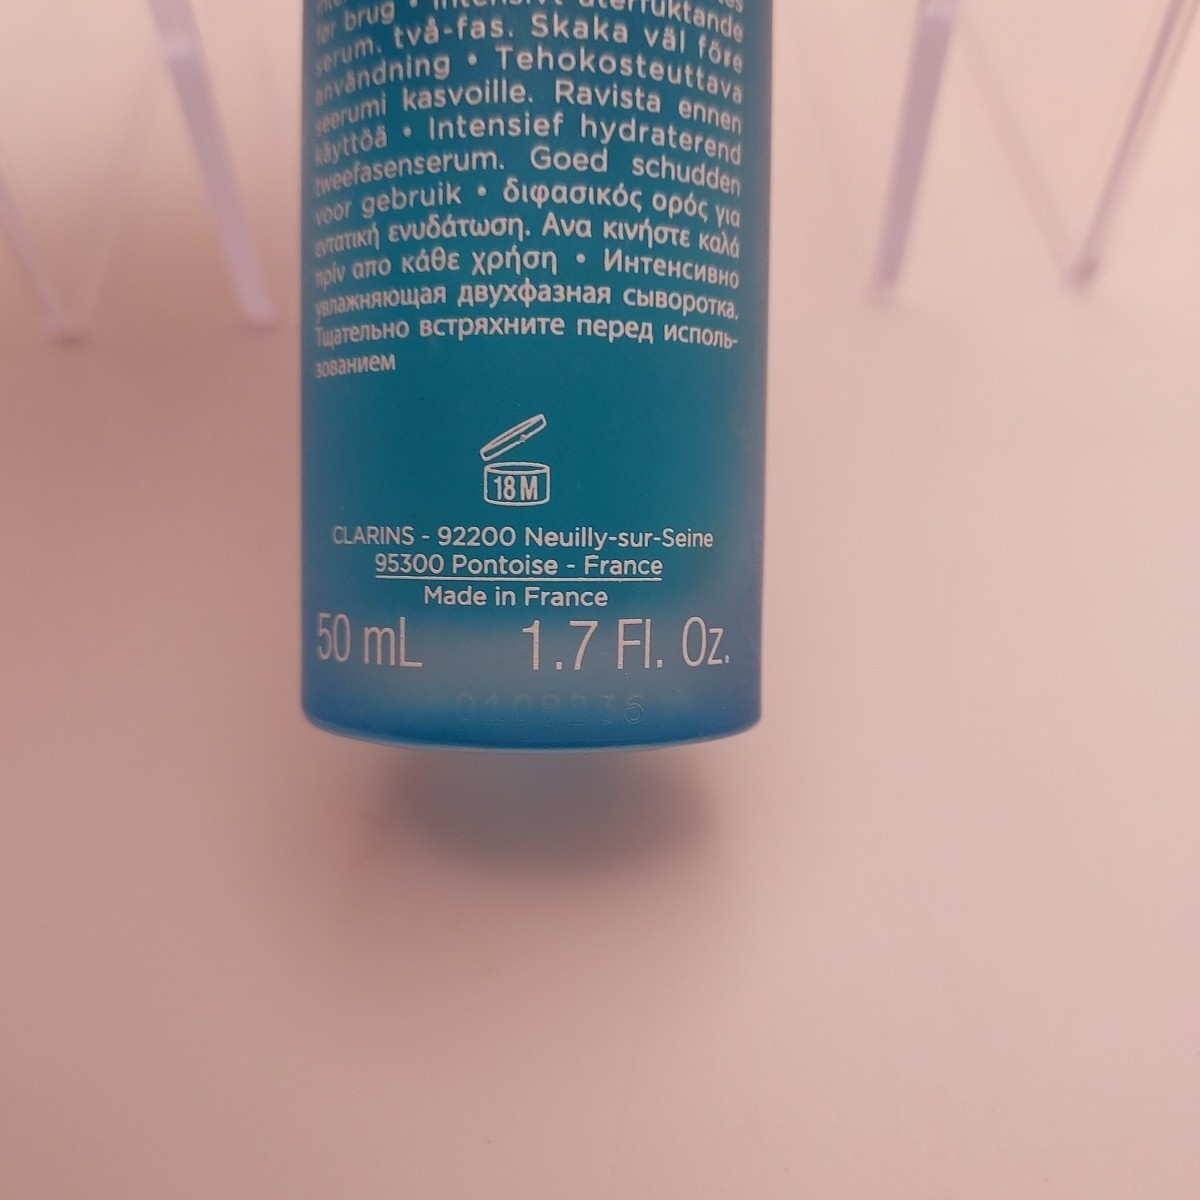 før brug • Intensivt återfuktande
serum. två-fas. Skaka väl före
användning • Tehokosteuttava
seerumi kasvoille. Ravista ennen
käyttöä • Intensief hydraterend
tweefasenserum. Goed schudden
voor gebruik • διφασικός ορός για
εντατική ενυδάτωση. Ανα κινήστε καλά
πρίν απο κάθε χρήση • Интенсивно
увлажняющая двухфазная сыворотка.
Тщательно встряхните перед исполь-
зованием
18 M
CLARINS - 92200 Neuilly-sur-Seine
95300 Pontoise - France
Made in France
50 mL 1.7 Fl. Oz.